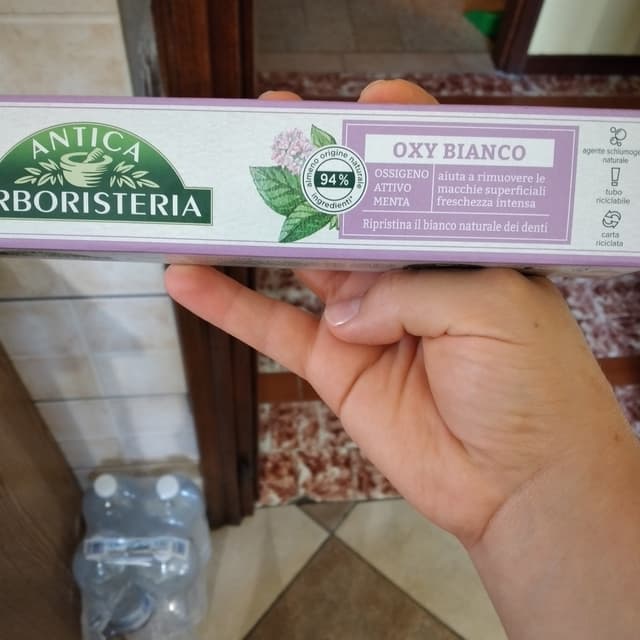 ANTICA
RBORISTERIA
almeno origine naturale
94%
ingredienti*
OXY BIANCO
OSSIGENO
ATTIVO
MENTA
aiuta a rimuovere le
macchie superficiali
freschezza intensa
Ripristina il bianco naturale dei denti
agente schiumoge
naturale
tubo
riciclabile
carta
riciclata